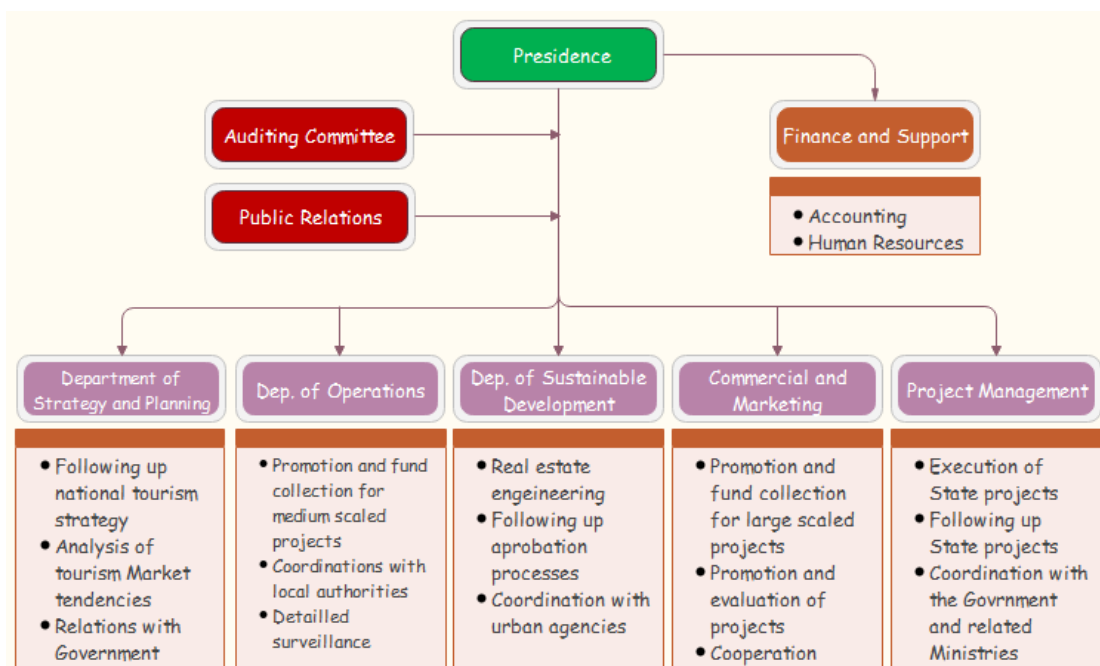 Presidence
Auditing Committee
Finance and Support
Public Relations
● Accounting
● Human Resources
Department of
Strategy and Planning
Dep. of Operations
Dep. of Sustainable
Development
Commercial and
Marketing
Project Management
● Following up
national tourism
strategy
● Analysis of
tourism Market
tendencies
● Relations with
Government
● Promotion and fund
collection for
medium scaled
projects
● Coordinations with
local authorities
● Detailled
surveillance
● Real estate
engeineering
● Following up
aprobation
processes
● Coordination with
urban agencies
● Promotion and
fund collection
for large scaled
projects
● Promotion and
evaluation of
projects
● Cooperation
● Execution of
State projects
● Following up
State projects
● Coordination with
the Govrnment
and related
Ministries